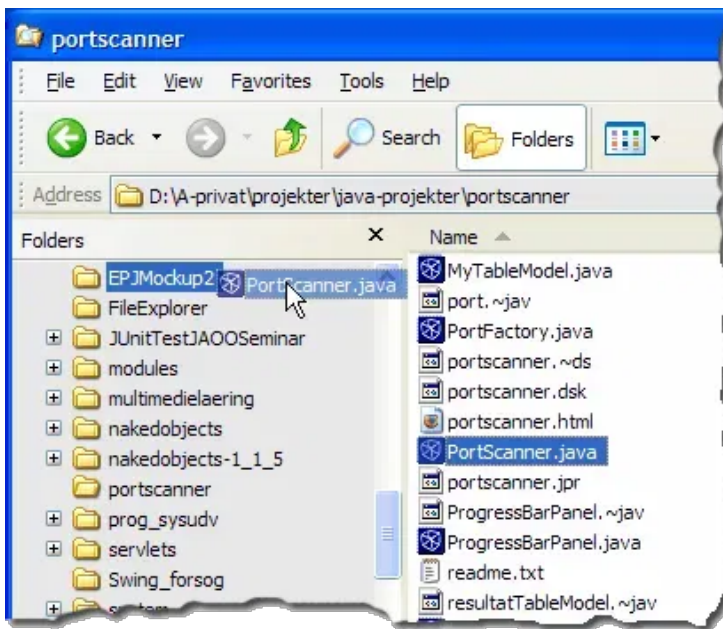 portscanner
File Edit View Favorites Tools Help
Back Search Folders
Address D:\A-privat\projekter\java-projekter\portscanner
Folders
EPJMockup2
PortScanner.java
FileExplorer
JUnitTestJAOOSeminar
modules
multimedielaering
nakedobjects
nakedobjects-1_1_5
portscanner
prog_sysudv
servlets
Swing_forsog
Name
MyTableModel.java
port.~jav
PortFactory.java
portscanner.~ds
portscanner.dsk
portscanner.html
PortScanner.java
portscanner.jpr
ProgressBarPanel.~jav
ProgressBarPanel.java
readme.txt
resultatTableModel.~jav